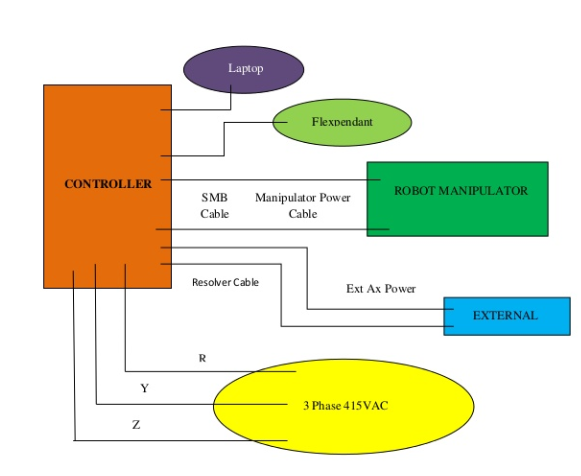 Laptop
Flexpendant
CONTROLLER
ROBOT MANIPULATOR
SMB
Cable
Manipulator Power
Cable
Resolver Cable
Ext Ax Power
EXTERNAL
R
Y
Z
3 Phase 415VAC